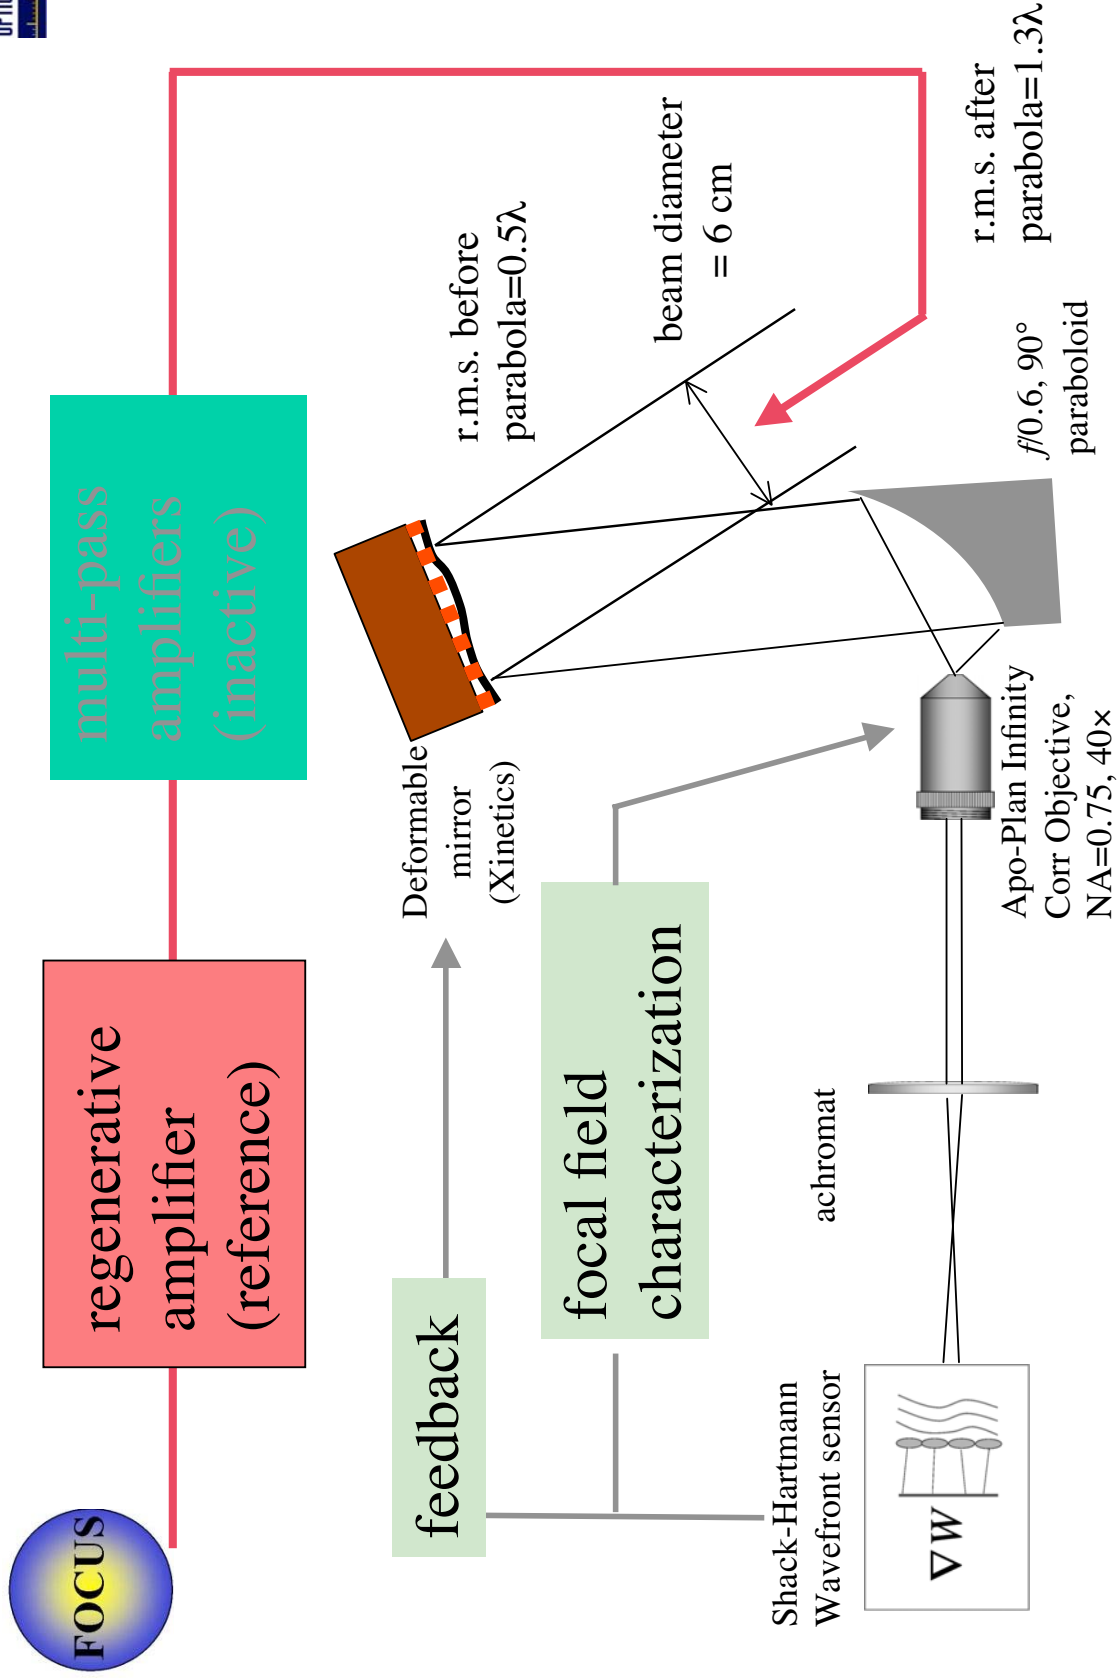 OPTIC
FOCUS
regenerative
amplifier
(reference)
multi-pass
amplifiers
(inactive)
feedback
Deformable
mirror
(Xinetics)
r.m.s. before
parabola=0.5λ
focal field
characterization
beam diameter
= 6 cm
Shack-Hartmann
Wavefront sensor
∇W
achromat
Apo-Plan Infinity
Corr Objective,
NA=0.75, 40×
f/0.6, 90°
paraboloid
r.m.s. after
parabola=1.3λ